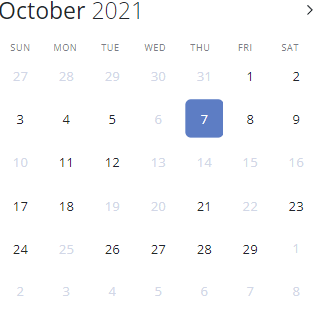 October 2021
SUN MON TUE WED THU FRI SAT
27 28 29 30 31 1 2
3 4 5 6 7 8 9
10 11 12 13 14 15 16
17 18 19 20 21 22 23
24 25 26 27 28 29 1
2 3 4 5 6 7 8